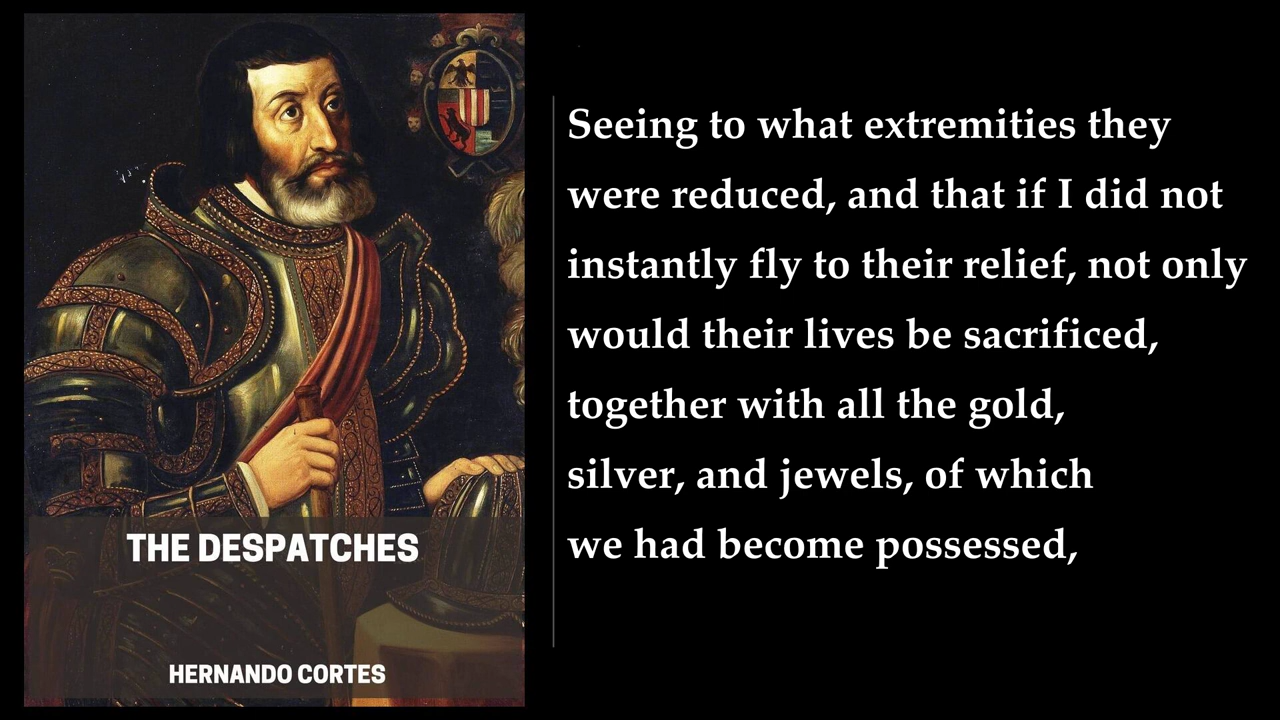 THE DESPATCHES
HERNANDO CORTES
Seeing to what extremities they
were reduced, and that if I did not
instantly fly to their relief, not only
would their lives be sacrificed,
together with all the gold,
silver, and jewels, of which
we had become possessed,